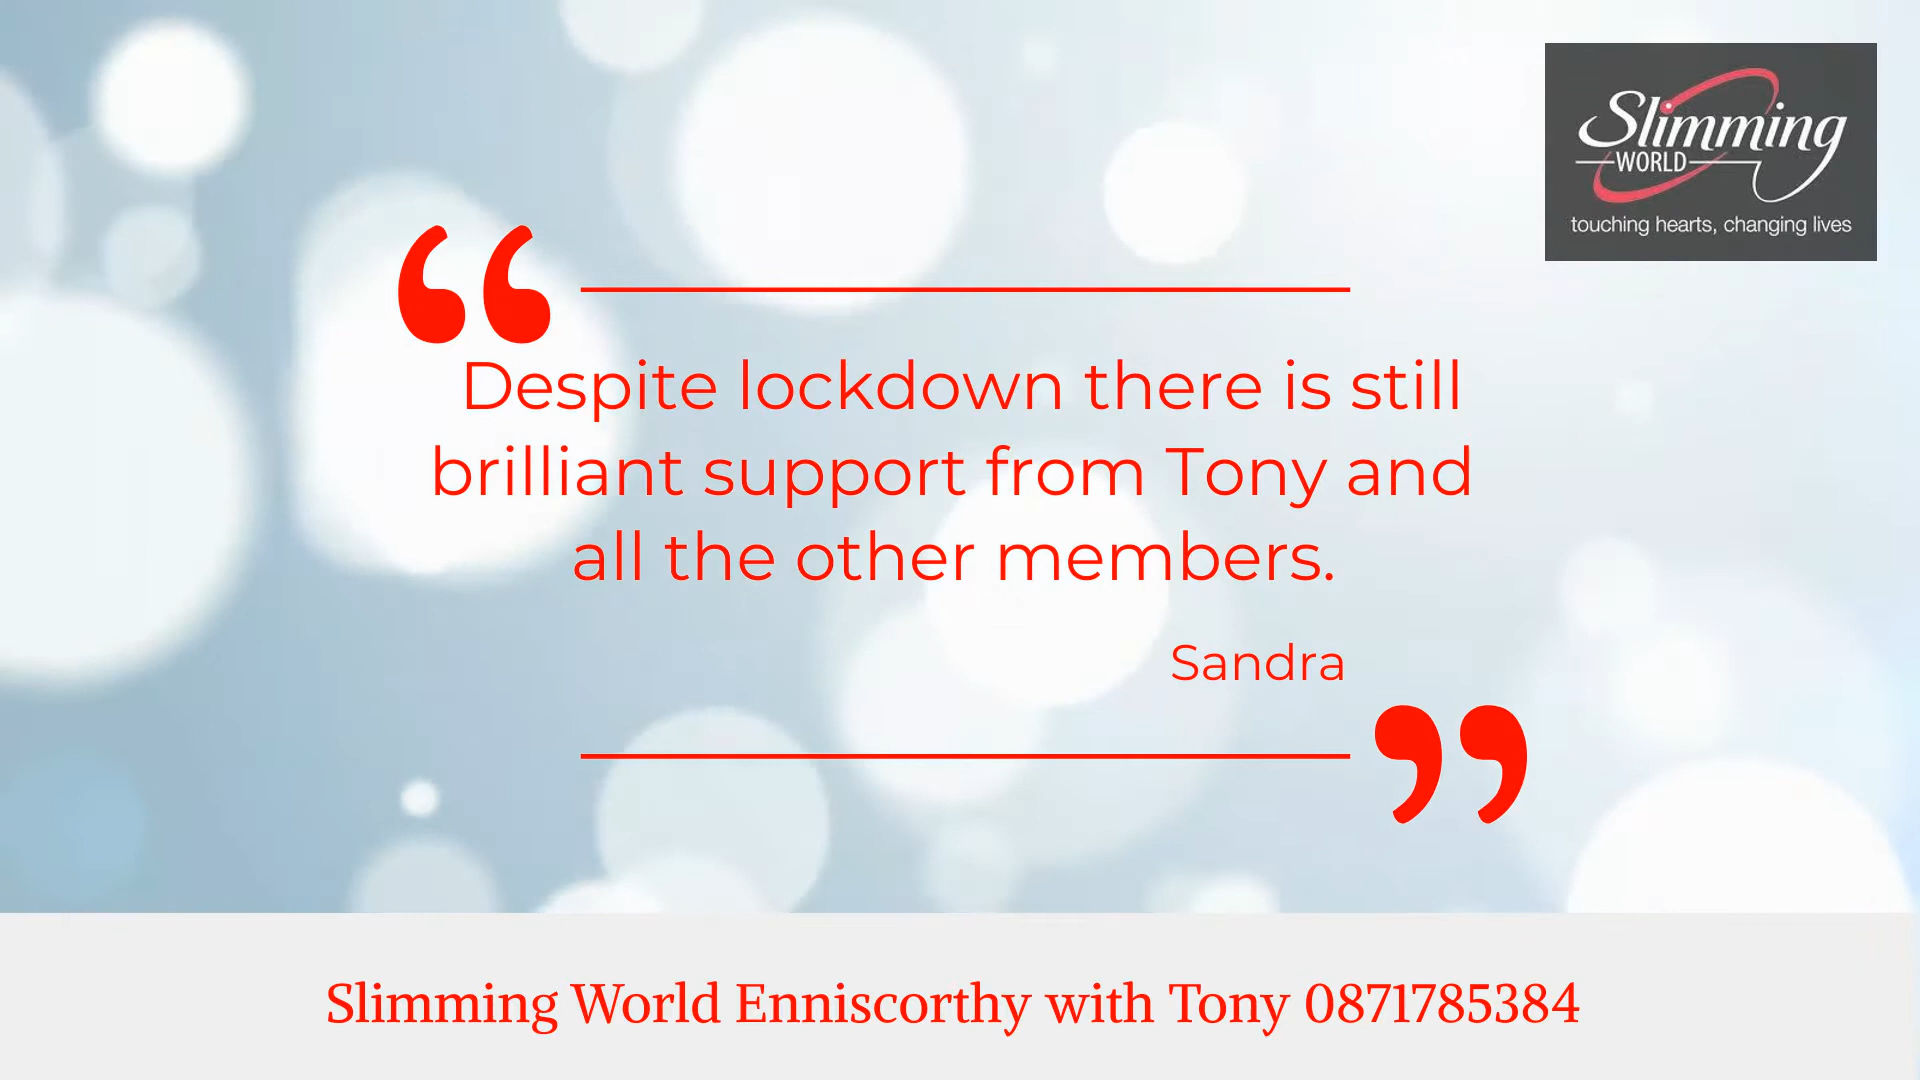 Slimming
WORLD
touching hearts, changing lives
“
Despite lockdown there is still
brilliant support from Tony and
all the other members.
Sandra
”
Slimming World Enniscorthy with Tony 0871785384